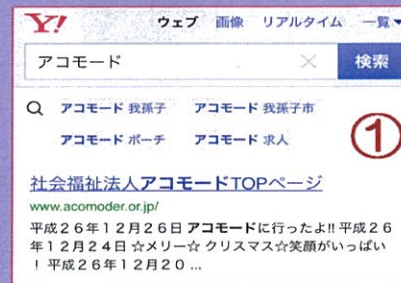 Y!
ウェブ 画像 リアルタイム 一覧▼
アコモード × 検索
アコモード 我孫子 アコモード 我孫子市
アコモード ポーチ アコモード 求人
①
社会福祉法人アコモードTOPページ
www.acomoder.or.jp/
平成26年12月26日 アコモードに行ったよ!! 平成26
年12月24日 ☆メリー☆ クリスマス☆笑顔がいっぱい
! 平成26年12月20 ...